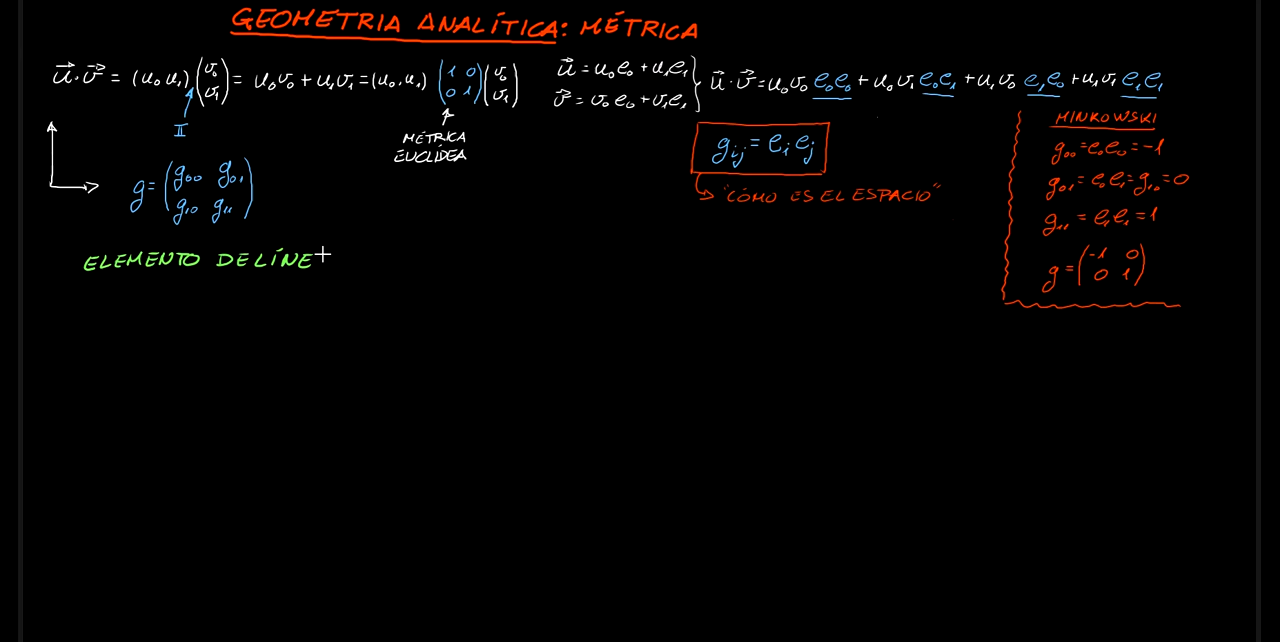 GEOMETRIA ANALÍTICA: MÉTRICA
u⃗·v⃗ = (u₀ u₁) (v₀ v₁) = u₀v₀ + u₁v₁ = (u₀, u₁) (1 0 0 1) (v₀ v₁)
𝕀
MÉTRICA
EUCLÍDEA
u⃗ = u₀e₀ + u₁e₁
v⃗ = v₀e₀ + v₁e₁
u⃗·v⃗ = u₀v₀ e₀e₀ + u₀v₁ e₀e₁ + u₁v₀ e₁e₀ + u₁v₁ e₁e₁
g = (g₀₀ g₀₁
g₁₀ g₁₁)
gᵢⱼ = eᵢ eⱼ
"CÓMO ES EL ESPACIO"
MINKOWSKI
g₀₀ = e₀e₀ = -1
g₀₁ = e₀e₁ = g₁₀ = 0
g₁₁ = e₁e₁ = 1
g = (-1 0
0 1)
ELEMENTO DE LÍNE